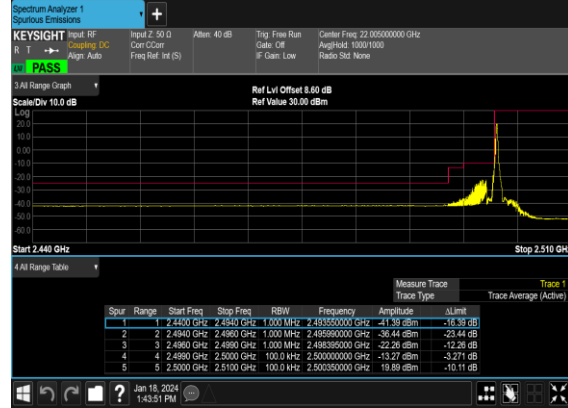 Spectrum Analyzer 1
Spurious Emissions
+
KEYSIGHT Input: RF Input Z: 50 Ω Atten: 40 dB Trig: Free Run Center Freq: 22.005000000 GHz
R T Coupling: DC Corr CCorr Gate: Off Avg|Hold: 1000/1000
Align: Auto Freq Ref: Int (S) IF Gain: Low Radio Std: None
PASS
3 All Range Graph
Ref Lvl Offset 8.60 dB
Scale/Div 10.0 dB Ref Value 30.00 dBm
Log
20.0
10.0
0.00
-10.0
-20.0
-30.0
-40.0
-50.0
-60.0
Start 2.440 GHz Stop 2.510 GH
4 All Range Table
Measure Trace Trace 1
Trace Type Trace Average (Active)
Spur Range Start Freq Stop Freq RBW Frequency Amplitude ΔLimit
1 1 2.4400 GHz 2.4940 GHz 1.000 MHz 2.493550000 GHz -41.39 dBm -16.39 dB
2 2 2.4940 GHz 2.4960 GHz 1.000 MHz 2.495990000 GHz -36.44 dBm -23.44 dB
3 3 2.4960 GHz 2.4990 GHz 1.000 MHz 2.498395000 GHz -22.26 dBm -12.26 dB
4 4 2.4990 GHz 2.5000 GHz 100.0 kHz 2.500000000 GHz -13.27 dBm -3.271 dB
5 5 2.5000 GHz 2.5100 GHz 100.0 kHz 2.500350000 GHz 19.89 dBm -10.11 dB
? Jan 18, 2024
1:43:51 PM